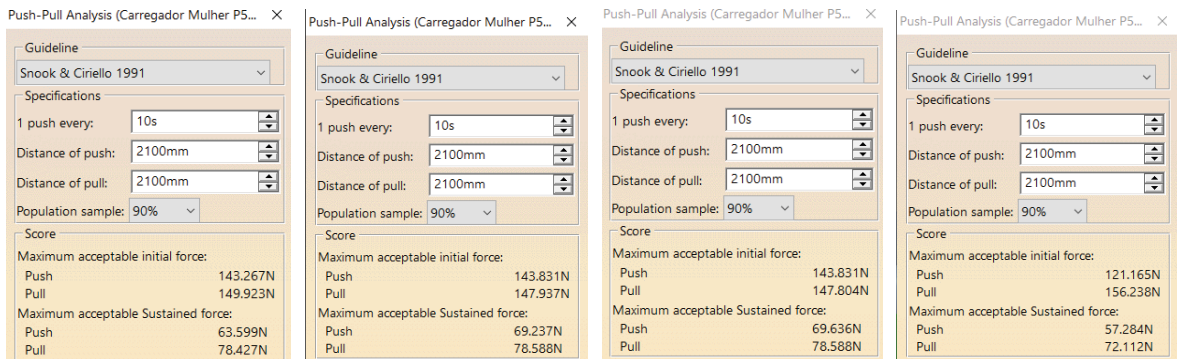 Push-Pull Analysis (Carregador Mulher P5...
Guideline
Snook & Ciriello 1991
Specifications
1 push every: 10s
Distance of push: 2100mm
Distance of pull: 2100mm
Population sample: 90%
Score
Maximum acceptable initial force:
Push 143.267N
Pull 149.923N
Maximum acceptable Sustained force:
Push 63.599N
Pull 78.427N
Push-Pull Analysis (Carregador Mulher P5...
Guideline
Snook & Ciriello 1991
Specifications
1 push every: 10s
Distance of push: 2100mm
Distance of pull: 2100mm
Population sample: 90%
Score
Maximum acceptable initial force:
Push 143.831N
Pull 147.937N
Maximum acceptable Sustained force:
Push 69.237N
Pull 78.588N
Push-Pull Analysis (Carregador Mulher P5...
Guideline
Snook & Ciriello 1991
Specifications
1 push every: 10s
Distance of push: 2100mm
Distance of pull: 2100mm
Population sample: 90%
Score
Maximum acceptable initial force:
Push 143.831N
Pull 147.804N
Maximum acceptable Sustained force:
Push 69.636N
Pull 78.588N
Push-Pull Analysis (Carregador Mulher P5...
Guideline
Snook & Ciriello 1991
Specifications
1 push every: 10s
Distance of push: 2100mm
Distance of pull: 2100mm
Population sample: 90%
Score
Maximum acceptable initial force:
Push 121.165N
Pull 156.238N
Maximum acceptable Sustained force:
Push 57.284N
Pull 72.112N